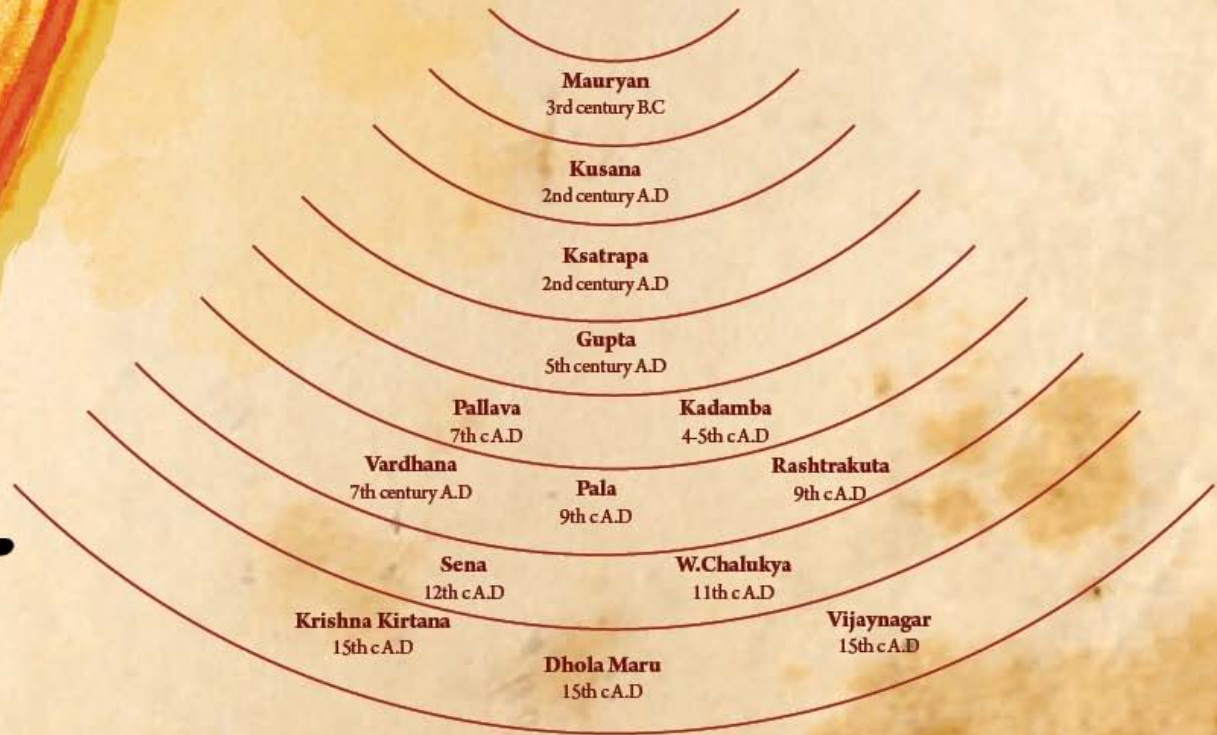 Mauryan
3rd century B.C
Kusana
2nd century A.D
Ksatrapa
2nd century A.D
Gupta
5th century A.D
Pallava
7th c A.D
Kadamba
4-5th c A.D
Vardhana
7th century A.D
Pala
9th c A.D
Rashtrakuta
9th c A.D
Sena
12th c A.D
W.Chalukya
11th c A.D
Krishna Kirtana
15th c A.D
Dhola Maru
15th c A.D
Vijaynagar
15th c A.D